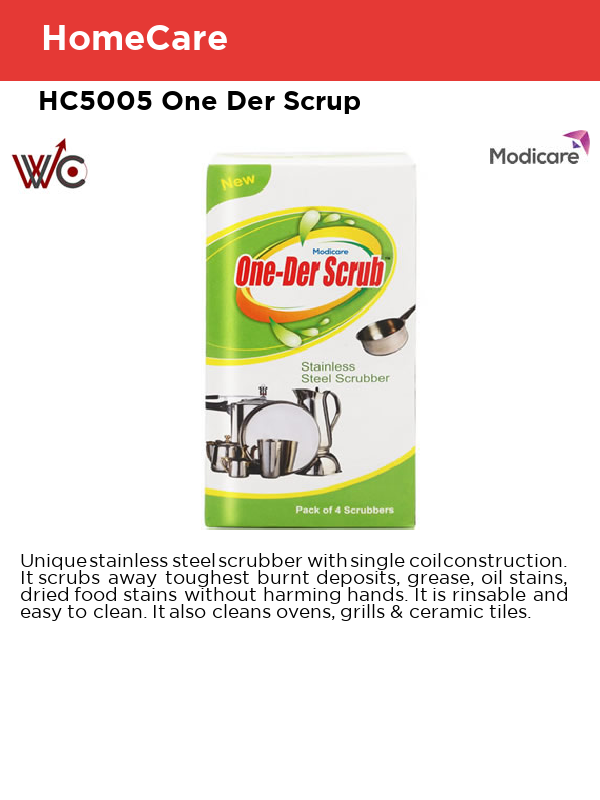 HomeCare
HC5005 One Der Scrup
WC
Modicare
New
Modicare
One-Der Scrub™
Stainless
Steel Scrubber
Pack of 4 Scrubbers
Unique stainless steel scrubber with single coil construction.
It scrubs away toughest burnt deposits, grease, oil stains,
dried food stains without harming hands. It is rinsable and
easy to clean. It also cleans ovens, grills & ceramic tiles.